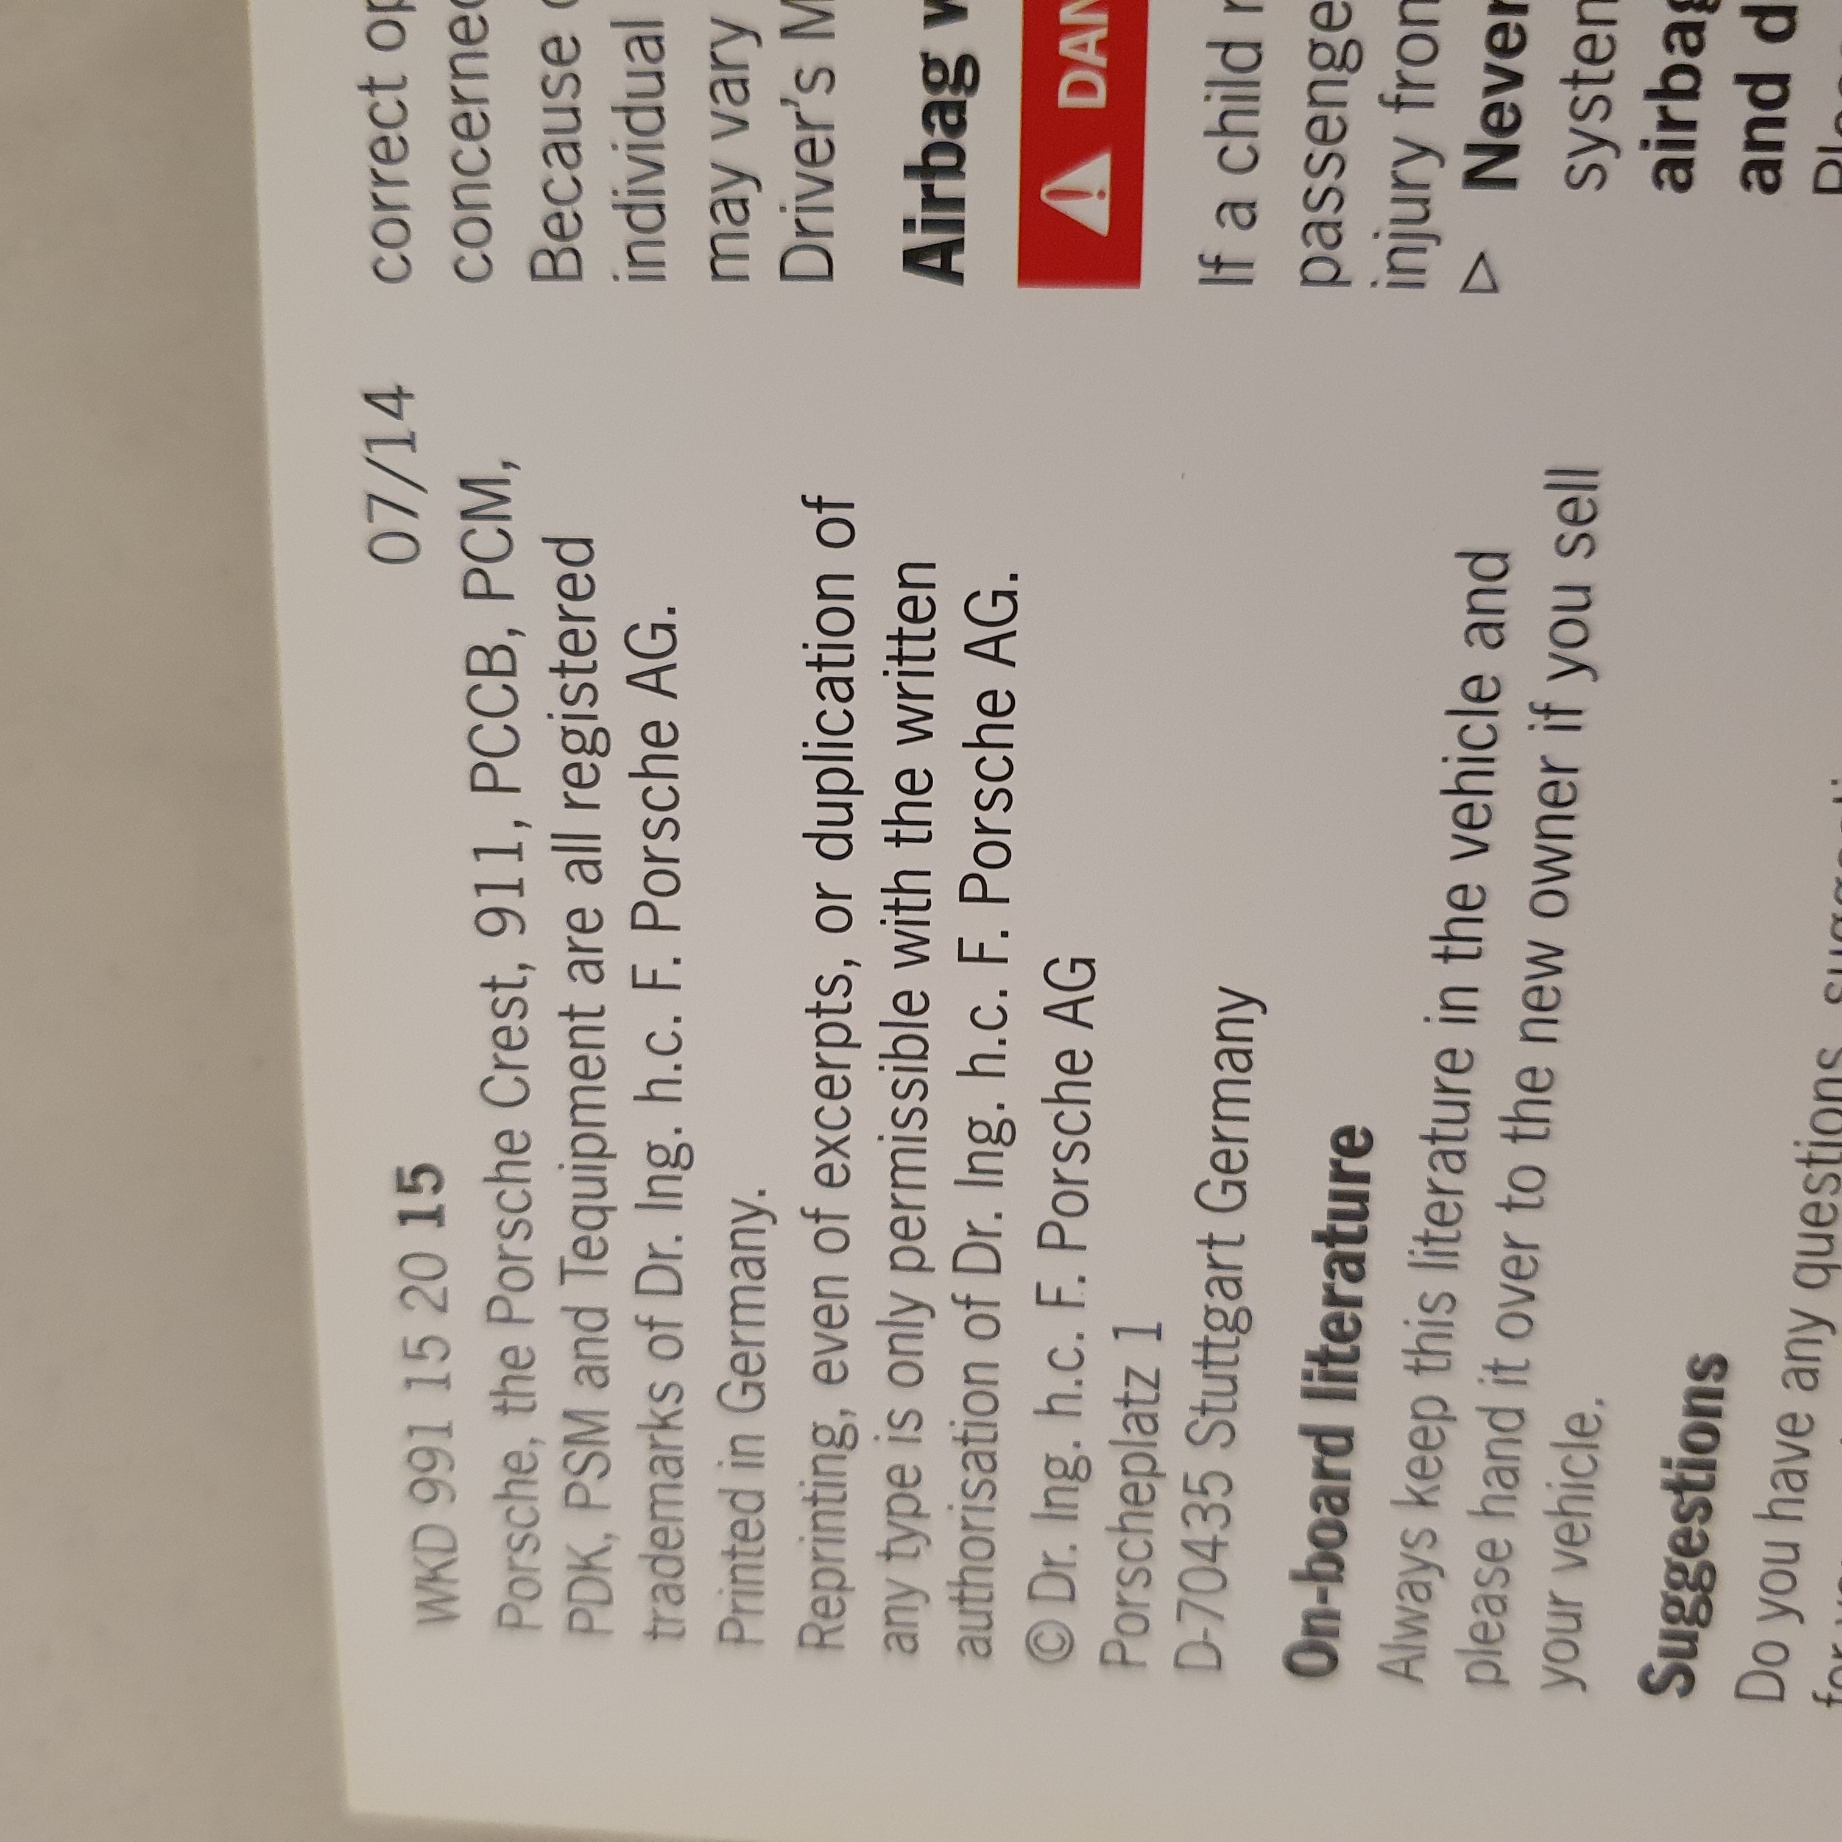 WKD 991 15 20 15 07/14
Porsche, the Porsche Crest, 911, PCCB, PCM,
PDK, PSM and Tequipment are all registered
trademarks of Dr. Ing. h.c. F. Porsche AG.
Printed in Germany.
Reprinting, even of excerpts, or duplication of
any type is only permissible with the written
authorisation of Dr. Ing. h.c. F. Porsche AG.
© Dr. Ing. h.c. F. Porsche AG
Porscheplatz 1
D-70435 Stuttgart Germany
On-board literature
Always keep this literature in the vehicle and
please hand it over to the new owner if you sell
your vehicle.
Suggestions
Do you have any questions, 
correct
concerned
Because
individual
may vary
Driver's
Airbag
If a child
passenge
injury from
▷ Never
system
airbag
and